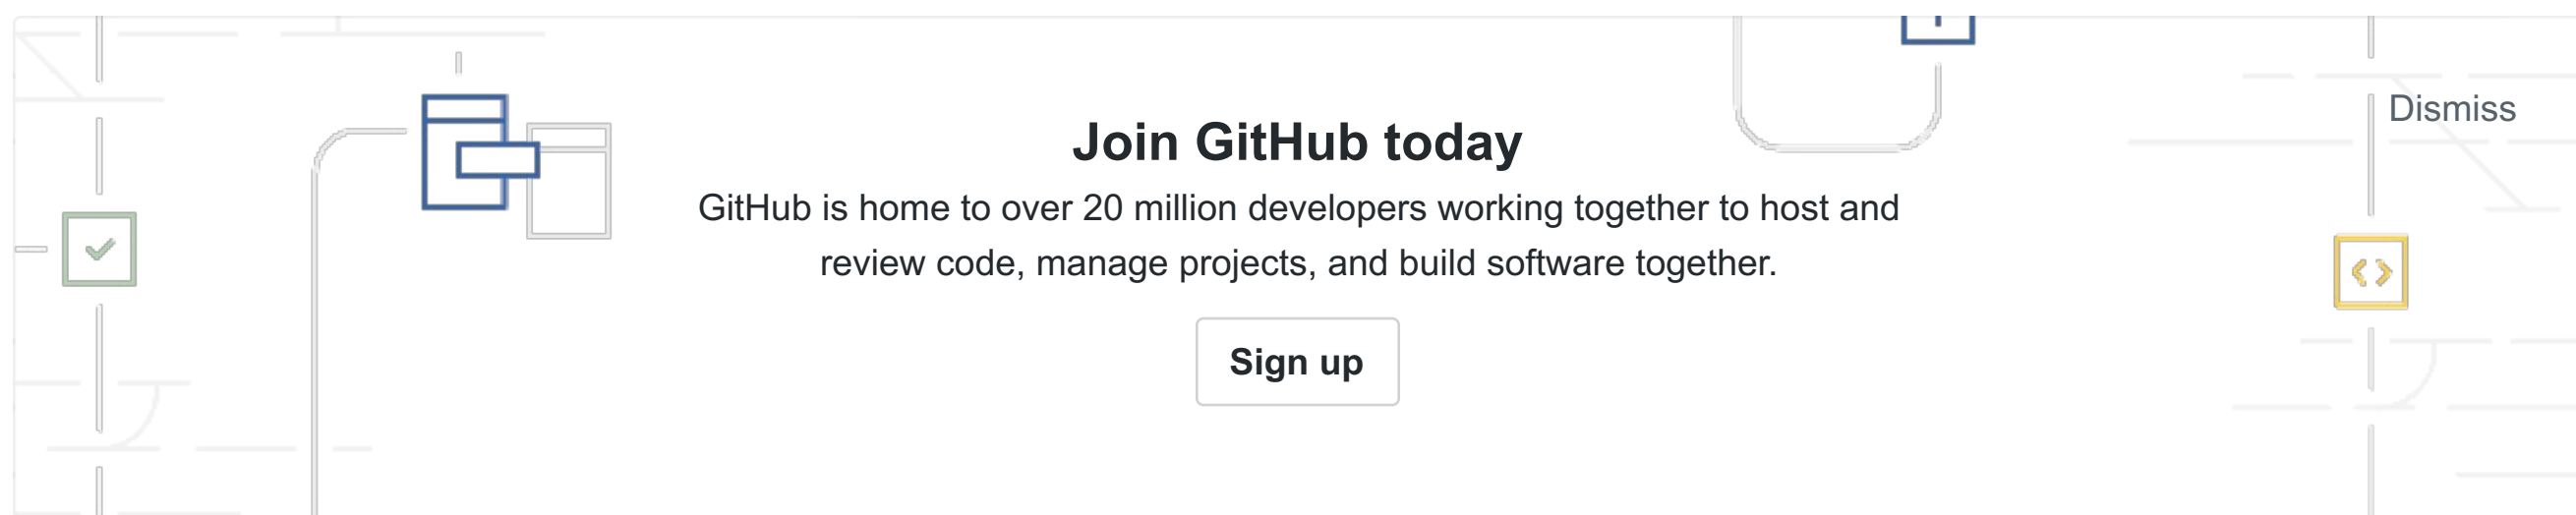 Join GitHub today
Dismiss
GitHub is home to over 20 million developers working together to host and
review code, manage projects, and build software together.
Sign up